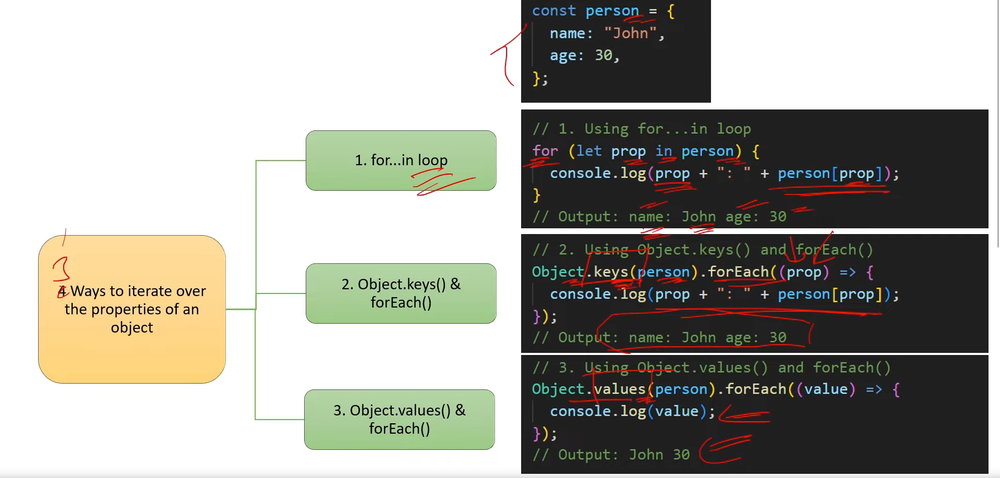 const person = {
  name: "John",
  age: 30,
};
1. for...in loop
// 1. Using for...in loop
for (let prop in person) {
  console.log(prop + ": " + person[prop]);
}
// Output: name: John age: 30
3
4 Ways to iterate over
the properties of an
object
2. Object.keys() &
forEach()
// 2. Using Object.keys() and forEach()
Object.keys(person).forEach((prop) => {
  console.log(prop + ": " + person[prop]);
});
// Output: name: John age: 30
3. Object.values() &
forEach()
// 3. Using Object.values() and forEach()
Object.values(person).forEach((value) => {
  console.log(value);
});
// Output: John 30